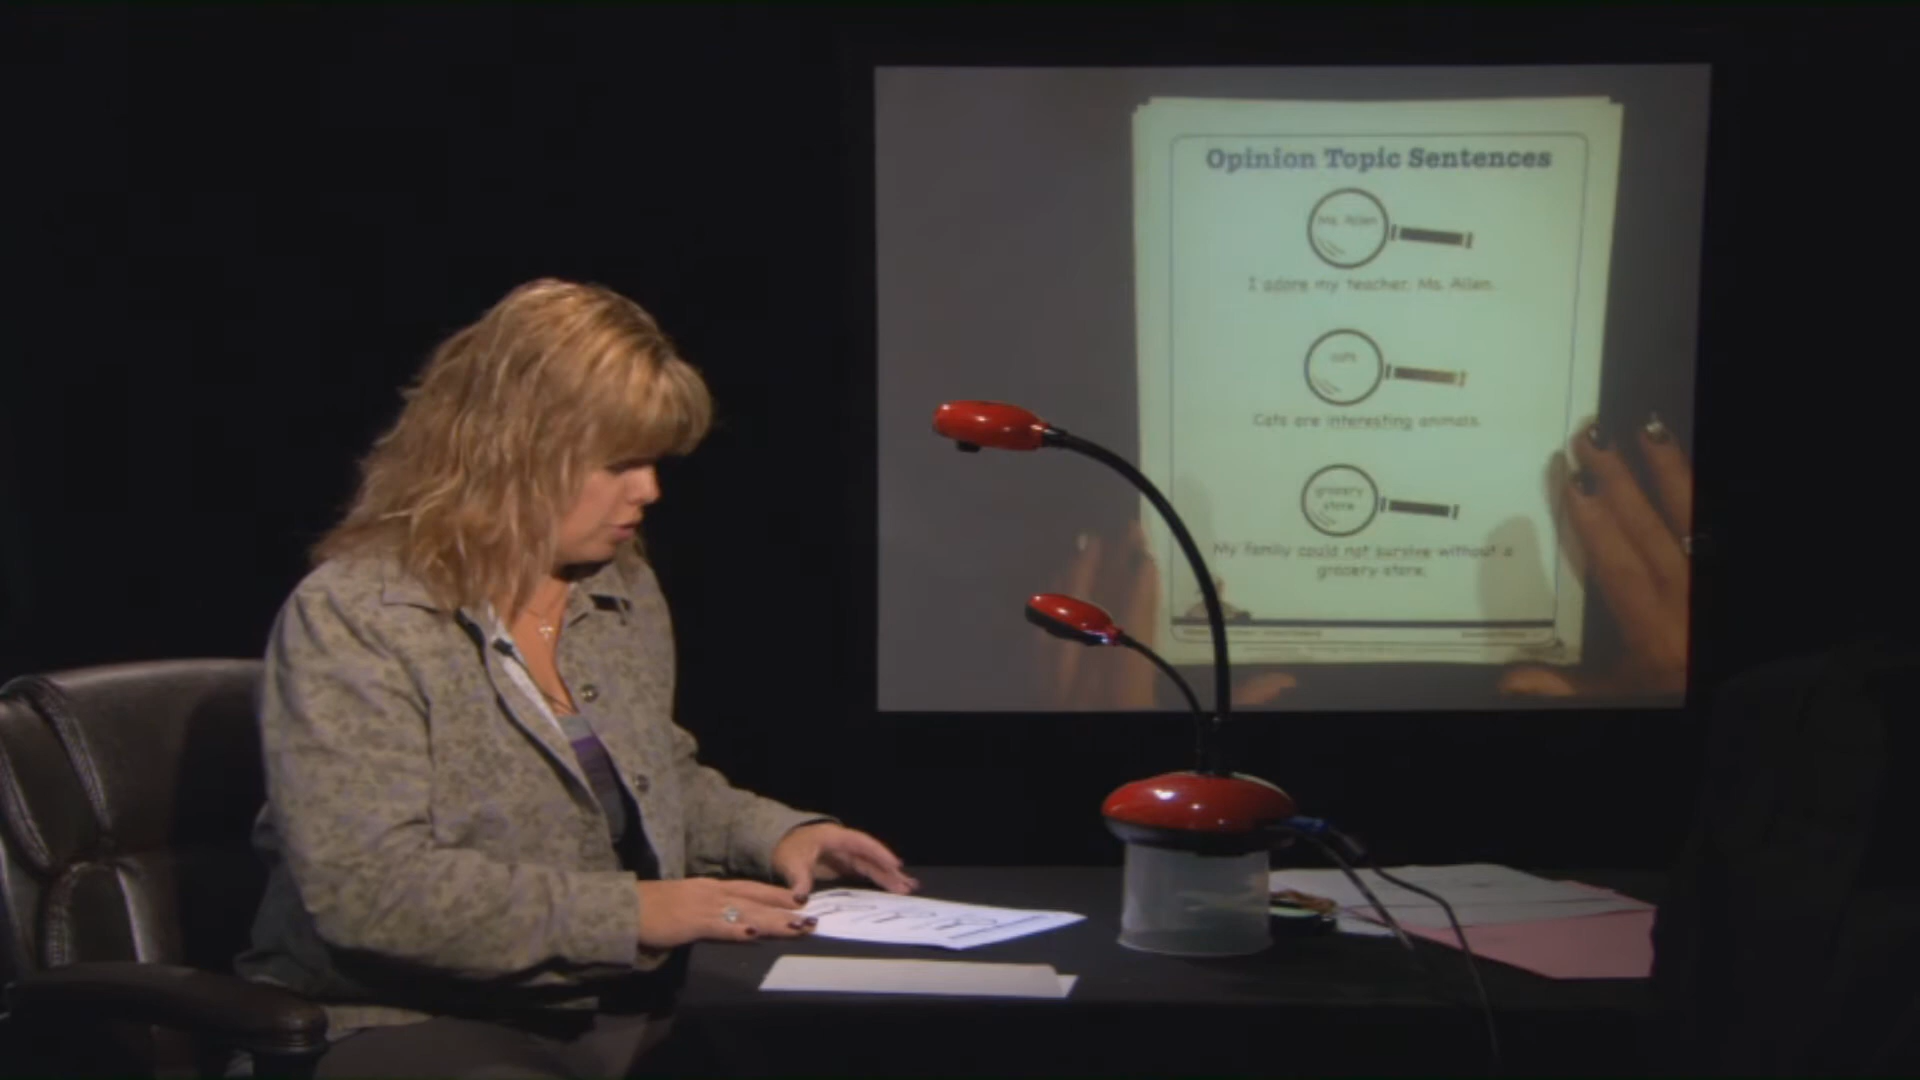 Opinion Topic Sentences
Ms. Allen
I adore my teacher, Ms. Allen.
cats
Cats are interesting animals.
grocery
store
My family could not survive without a
grocery store.